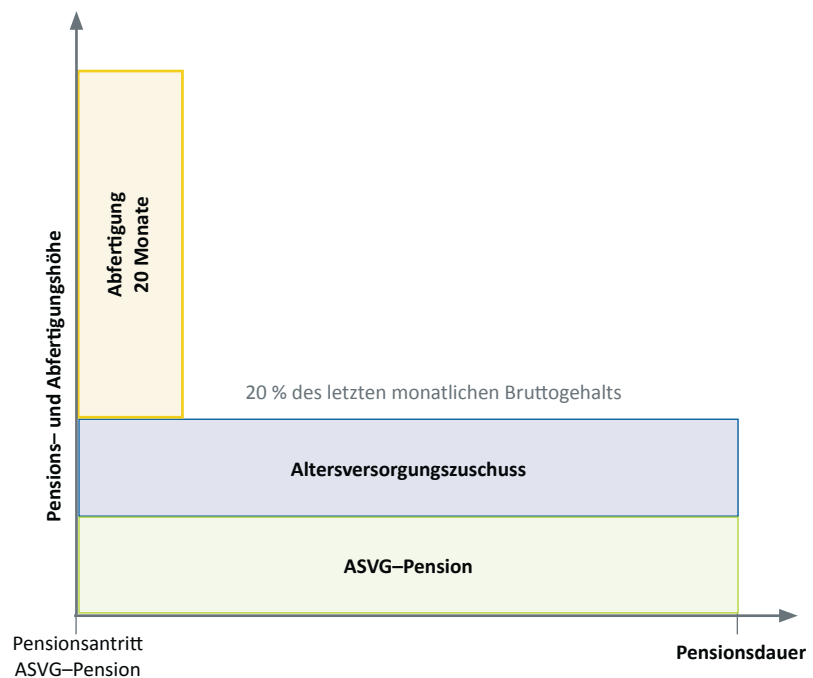 Pensions– und Abfertigungshöhe
Abfertigung
20 Monate
20 % des letzten monatlichen Bruttogehalts
Altersversorgungszuschuss
ASVG–Pension
Pensionsantritt
ASVG–Pension
Pensionsdauer